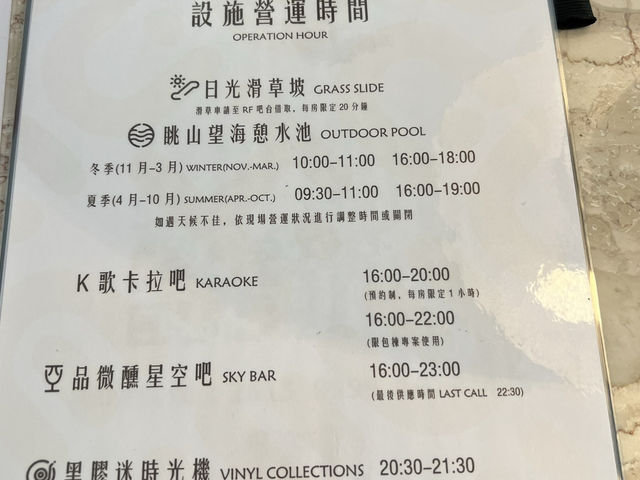 設施營運時間
OPERATION HOUR
日光滑草坡 GRASS SLIDE
滑草車請至 RF 吧台借取，每房限定 20 分鐘
眺山望海憩水池 OUTDOOR POOL
冬季(11 月–3 月) WINTER(NOV.-MAR.) 10:00–11:00 16:00–18:00
夏季(4 月–10 月) SUMMER(APR.-OCT.) 09:30–11:00 16:00–19:00
如遇天候不佳，依現場營運狀況進行調整時間或關閉
K 歌卡拉吧 KARAOKE 16:00–20:00
(預約制，每房限定 1 小時)
16:00–22:00
(限包棟專案使用)
品微醺星空吧 SKY BAR 16:00–23:00
(最後供應時間 LAST CALL 22:30)
黑膠迷時光機 VINYL COLLECTIONS 20:30–21:30